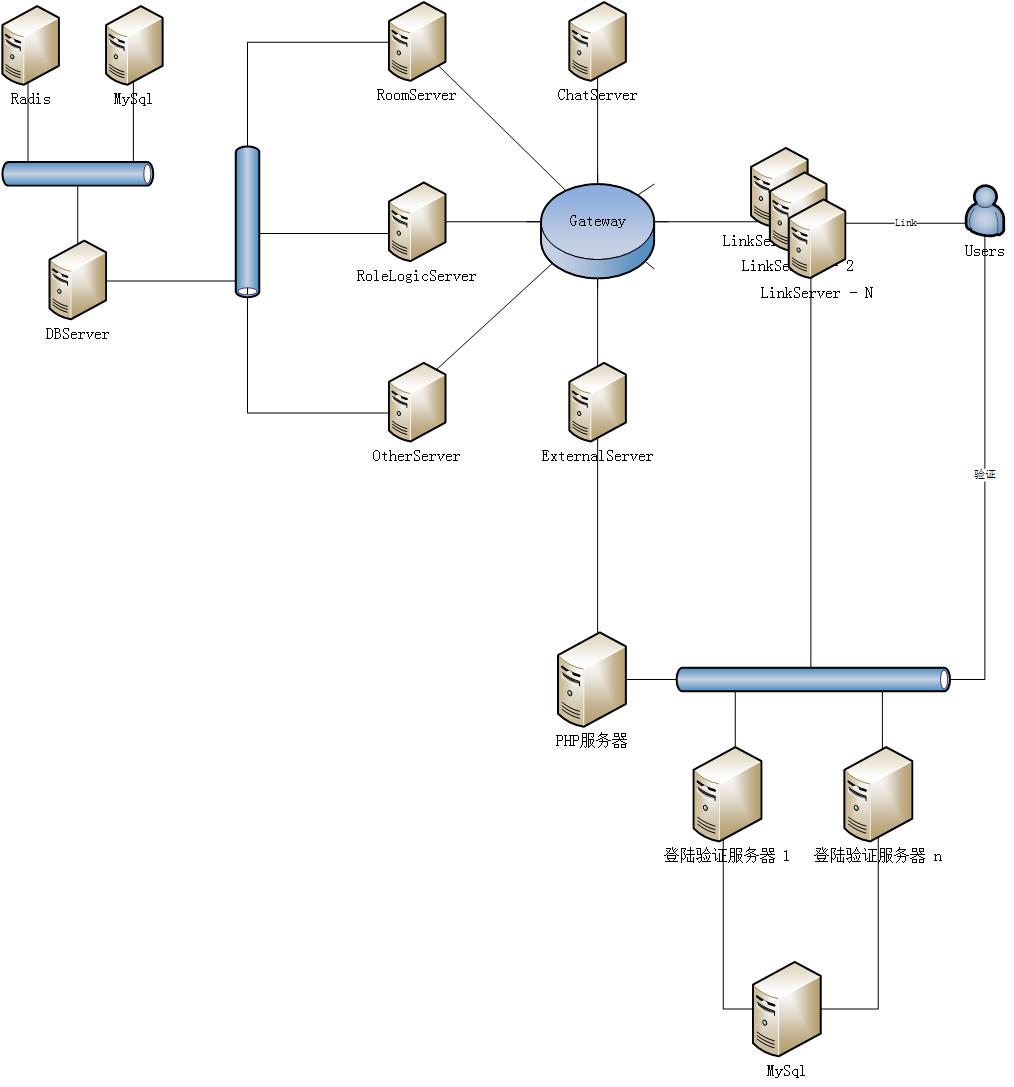 Radis
MySql
RoomServer
ChatServer
Gateway
LinkSe
Link
Users
RoleLogicServer
LinkSe - 2
LinkServer - N
DBServer
OtherServer
ExternalServer
验证
PHP服务器
登陆验证服务器 1
登陆验证服务器 n
MySql